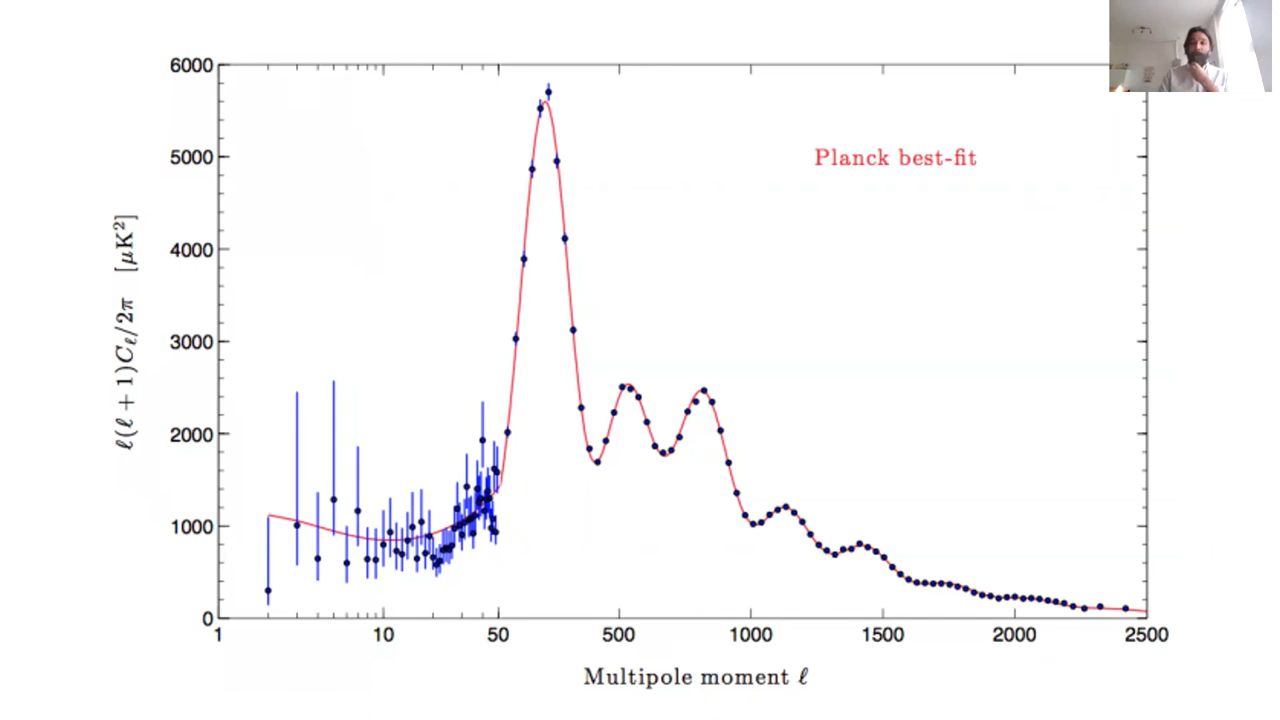 6000
5000
4000
3000
2000
1000
0
ℓ(ℓ + 1)Cℓ/2π [μK²]
Planck best-fit
1 10 50 500 1000 1500 2000 2500
Multipole moment ℓ